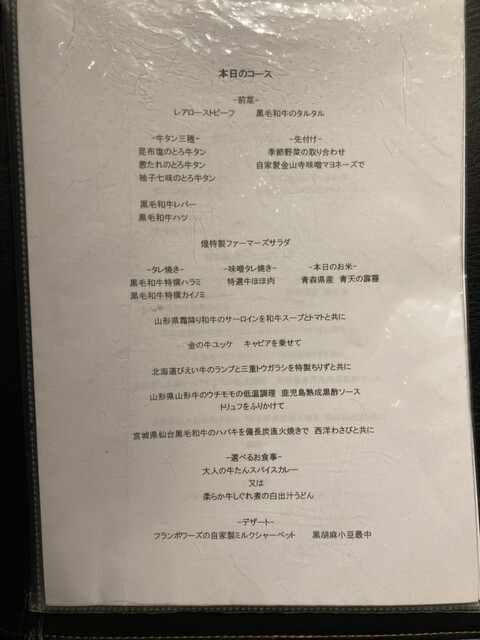 本日のコース
-前菜-
レアローストビーフ　　黒毛和牛のタルタル
-牛タン三種-
昆布塩のとろ牛タン
葱たれのとろ牛タン
柚子七味のとろ牛タン
-先付け-
季節野菜の取り合わせ
自家製金山寺味噌マヨネーズで
黒毛和牛レバー
黒毛和牛ハツ
煌特製ファーマーズサラダ
-タレ焼き-
黒毛和牛特撰ハラミ
黒毛和牛特撰カイノミ
-味噌タレ焼き-
特選牛ほほ肉
-本日のお米-
青森県産　青天の霹靂
山形県霜降り和牛のサーロインを和牛スープとトマトと共に
金の牛ユッケ　　キャビアを乗せて
北海道びえい牛のランプと三重トウガラシを特製ちりずと共に
山形県山形牛のウチモモの低温調理　鹿児島熟成黒酢ソース
トリュフをふりかけて
宮城県仙台黒毛和牛のハバキを備長炭直火焼きで　西洋わさびと共に
-選べるお食事-
大人の牛たんスパイスカレー
又は
柔らか牛しぐれ煮の白出汁うどん
-デザート-
フランボワーズの自家製ミルクシャーベット　　黒胡麻小豆最中